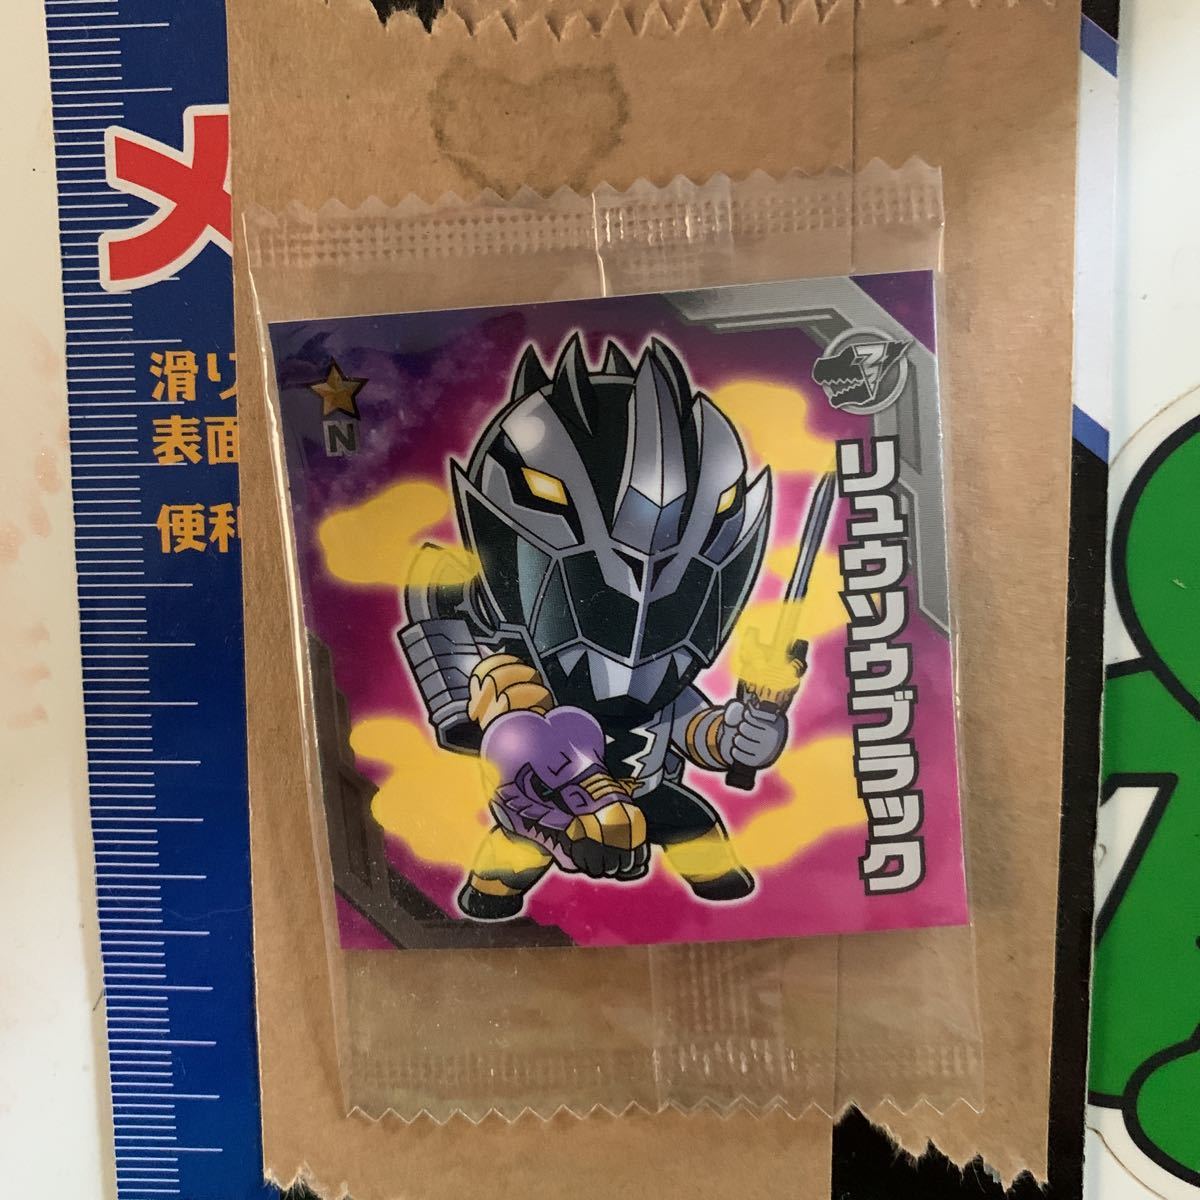 メ
滑り
表面
便利
N
リュウソウブラック